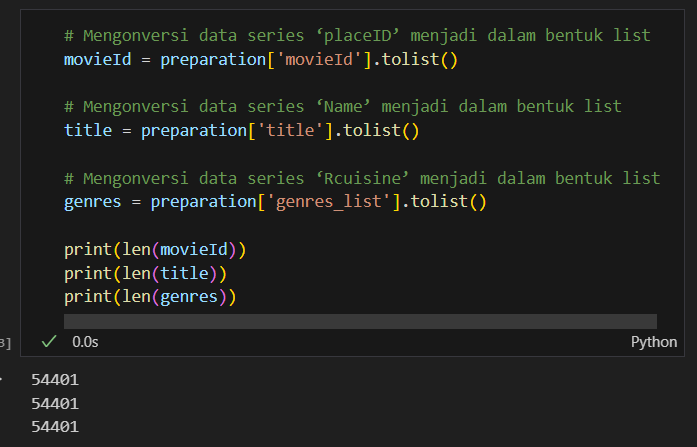 # Mengonversi data series ‘placeID’ menjadi dalam bentuk list
movieId = preparation['movieId'].tolist()
# Mengonversi data series ‘Name’ menjadi dalam bentuk list
title = preparation['title'].tolist()
# Mengonversi data series ‘Rcuisine’ menjadi dalam bentuk list
genres = preparation['genres_list'].tolist()
print(len(movieId))
print(len(title))
print(len(genres))
3] 0.0s Python
54401
54401
54401